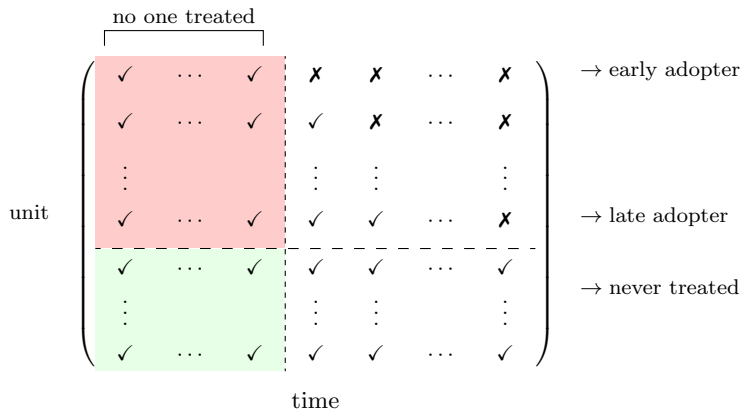 no one treated
✓ ⋯ ✓ ✗ ✗ ⋯ ✗ → early adopter
✓ ⋯ ✓ ✓ ✗ ⋯ ✗
⋮ ⋮ ⋮ ⋮
unit
✓ ⋯ ✓ ✓ ✓ ⋯ ✗ → late adopter
✓ ⋯ ✓ ✓ ✓ ⋯ ✓
→ never treated
⋮ ⋮ ⋮ ⋮
✓ ⋯ ✓ ✓ ✓ ⋯ ✓
time